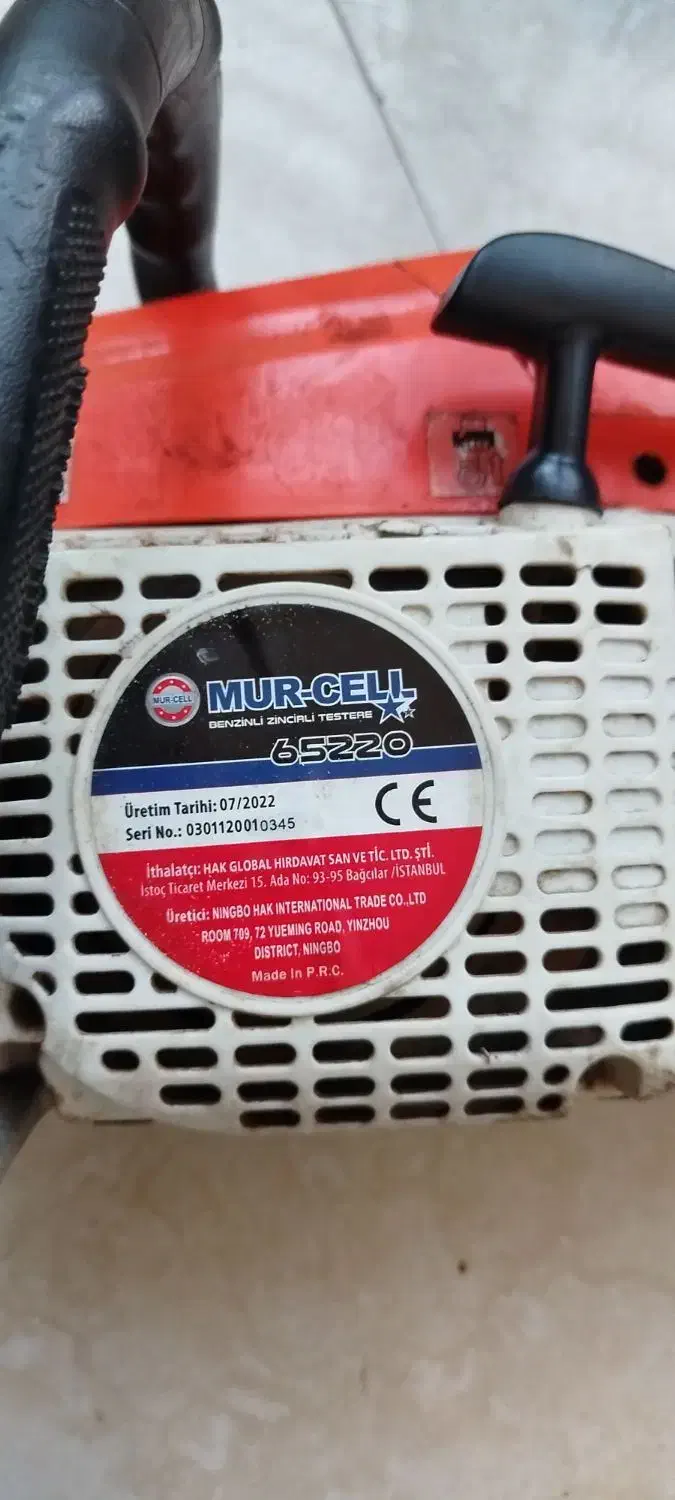 MUR-CELL
MUR-CELL
BENZİNLİ ZİNCİRLİ TESTERE
65220
Üretim Tarihi: 07/2022
Seri No.: 0301120010345
CE
İthalatçı: HAK GLOBAL HIRDAVAT SAN VE TİC. LTD. ŞTİ.
İstoç Ticaret Merkezi 15. Ada No: 93-95 Bağcılar /İSTANBUL
Üretici: NINGBO HAK INTERNATIONAL TRADE CO.,LTD
ROOM 709, 72 YUEMING ROAD, YINZHOU
DISTRICT, NINGBO
Made In P.R.C.